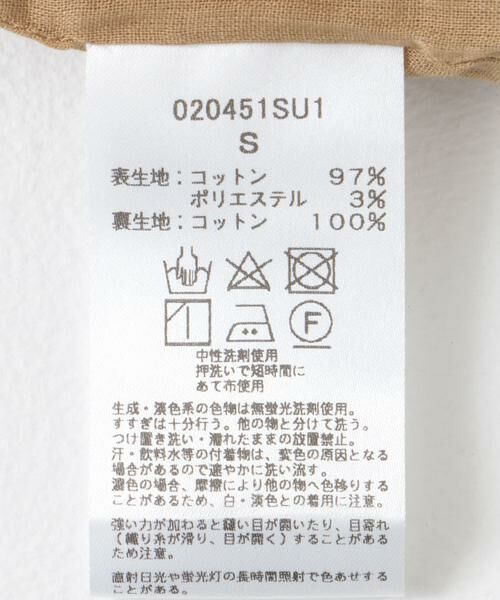 020451SU1
S
表生地：コットン 97%
ポリエステル 3%
裏生地：コットン 100%
F
中性洗剤使用
押洗いで短時間に
あて布使用
生成・淡色系の色物は無蛍光洗剤使用。
すすぎは十分行う。他の物と分けて洗う。
つけ置き洗い・濡れたままの放置禁止。
汗・飲料水等の付着物は、変色の原因となる
場合があるので速やかに洗い流す。
濃色の場合、摩擦により他の物へ色移りする
ことがあるため、白・淡色との着用に注意。
強い力が加わると縫い目が開いたり、目寄れ
（織り糸が滑り、目が開く）することがある
ため注意。
直射日光や蛍光灯の長時間照射で色あせする
ことがある。